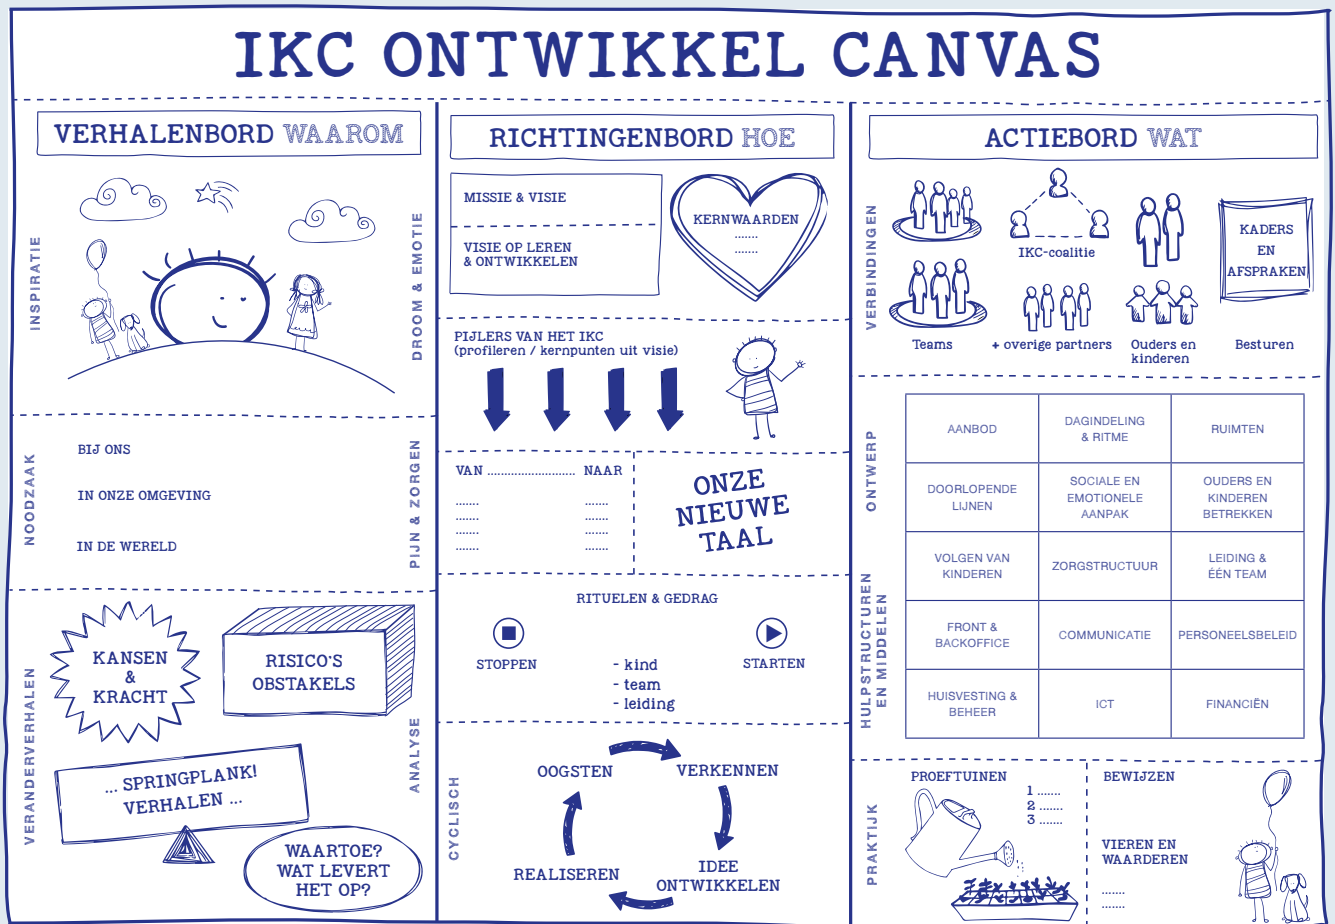 IKC ONTWIKKEL CANVAS
VERHALENBORD WAAROM
INSPIRATIE
DROOM & EMOTIE
NOODZAAK
BIJ ONS
IN ONZE OMGEVING
IN DE WERELD
PIJN & ZORGEN
VERANDERVERHALEN
KANSEN
&
KRACHT
RISICO'S
OBSTAKELS
ANALYSE
... SPRINGPLANK!
VERHALEN ...
WAARTOE?
WAT LEVERT
HET OP?
RICHTINGENBORD HOE
MISSIE & VISIE
VISIE OP LEREN
& ONTWIKKELEN
KERNWAARDEN
.......
.......
PIJLERS VAN HET IKC
(profileren / kernpunten uit visie)
VAN .......................... NAAR
....... .......
....... .......
....... .......
....... .......
ONZE
NIEUWE
TAAL
RITUELEN & GEDRAG
STOPPEN
STARTEN
- kind
- team
- leiding
CYCLISCH
OOGSTEN
VERKENNEN
REALISEREN
IDEE
ONTWIKKELEN
ACTIEBORD WAT
VERBINDINGEN
IKC-coalitie
KADERS
EN
AFSPRAKEN
Teams
+ overige partners
Ouders en
kinderen
Besturen
ONTWERP
HULPSTRUCTUREN
EN MIDDELEN
AANBOD
DAGINDELING
& RITME
RUIMTEN
DOORLOPENDE
LIJNEN
SOCIALE EN
EMOTIONELE
AANPAK
OUDERS EN
KINDEREN
BETREKKEN
VOLGEN VAN
KINDEREN
ZORGSTRUCTUUR
LEIDING &
ÉÉN TEAM
FRONT &
BACKOFFICE
COMMUNICATIE
PERSONEELSBELEID
HUISVESTING &
BEHEER
ICT
FINANCIËN
PRAKTIJK
PROEFTUINEN
1 .......
2 .......
3 .......
BEWIJZEN
VIEREN EN
WAARDEREN
.......
.......